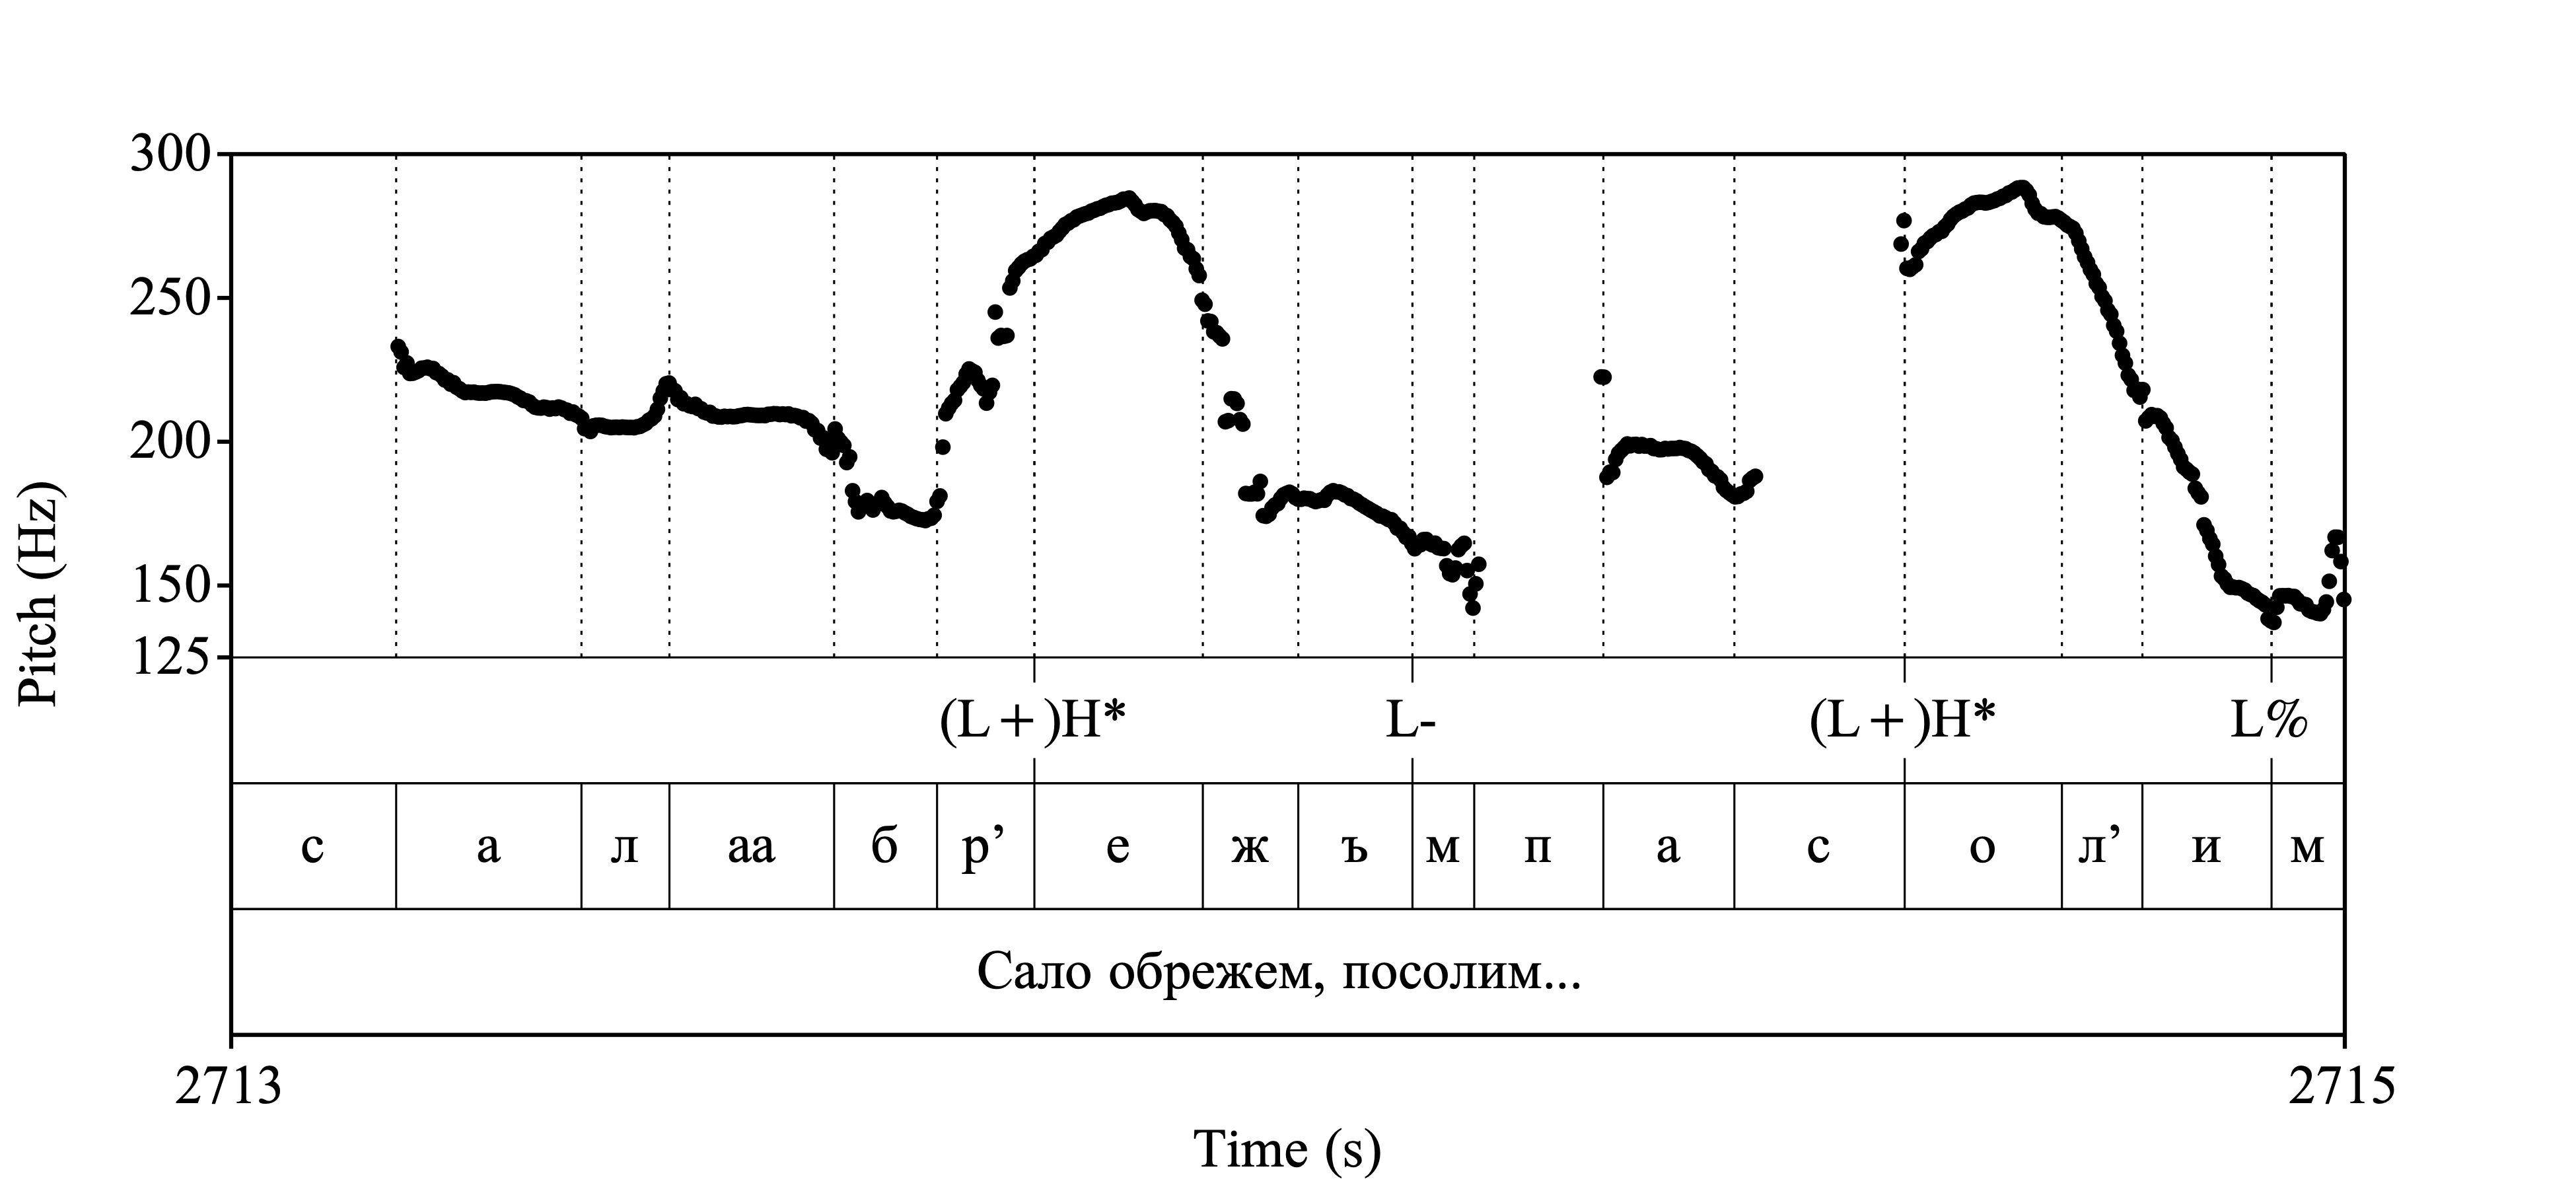 300
250
200
150
125
Pitch (Hz)
(L+)H* L- (L+)H* L%
с а л аа б р’ е ж ъ м п а с о л’ и м
Сало обрежем, посолим...
2713 2715
Time (s)